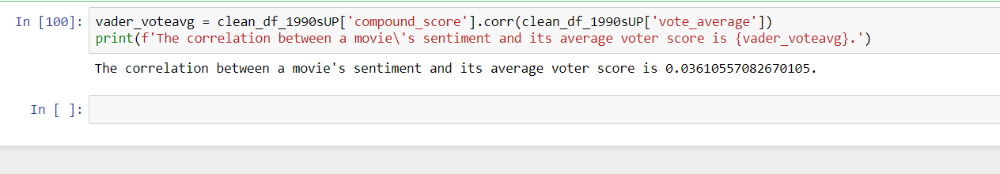 In [100]: vader_voteavg = clean_df_1990sUP['compound_score'].corr(clean_df_1990sUP['vote_average'])
print(f'The correlation between a movie\'s sentiment and its average voter score is {vader_voteavg}.')
The correlation between a movie's sentiment and its average voter score is 0.03610557082670105.
In [ ]: